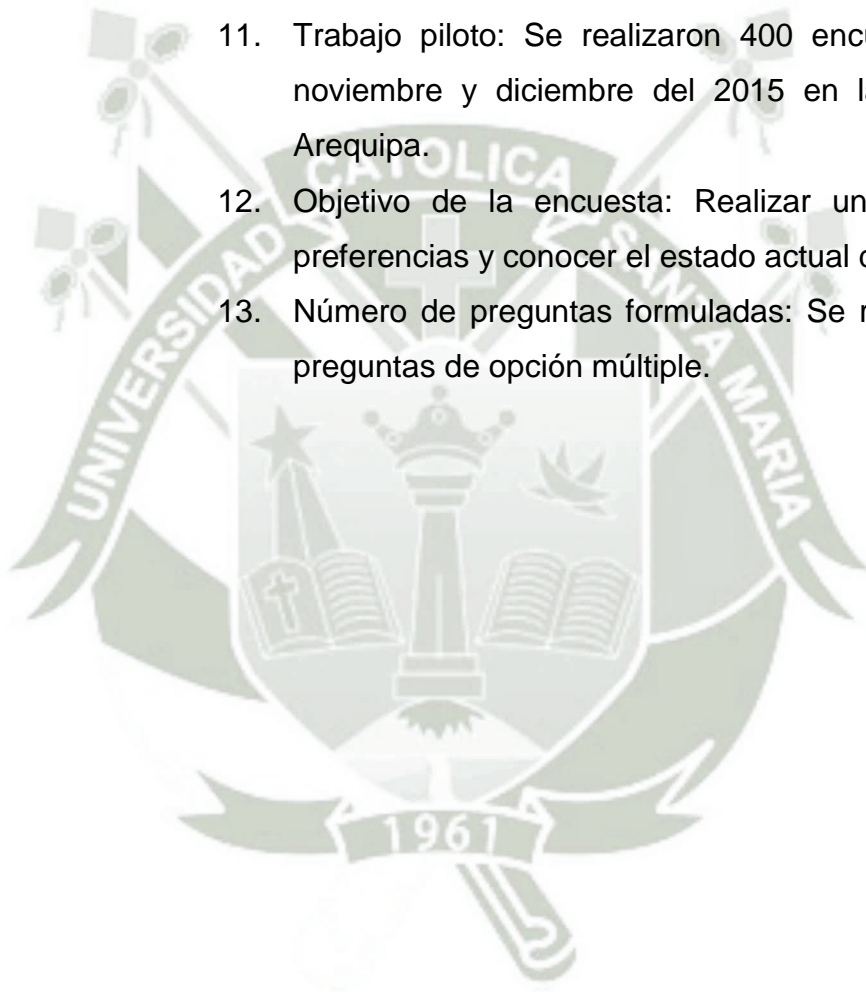 11. Trabajo piloto: Se realizaron 400
noviembre y diciembre del 2015 en
Arequipa.
12. Objetivo de la encuesta: Realizar un
preferencias y conocer el estado actual
13. Número de preguntas formuladas: Se
preguntas de opción múltiple.
UNIVERSIDAD CATOLICA SANTA MARIA
1961